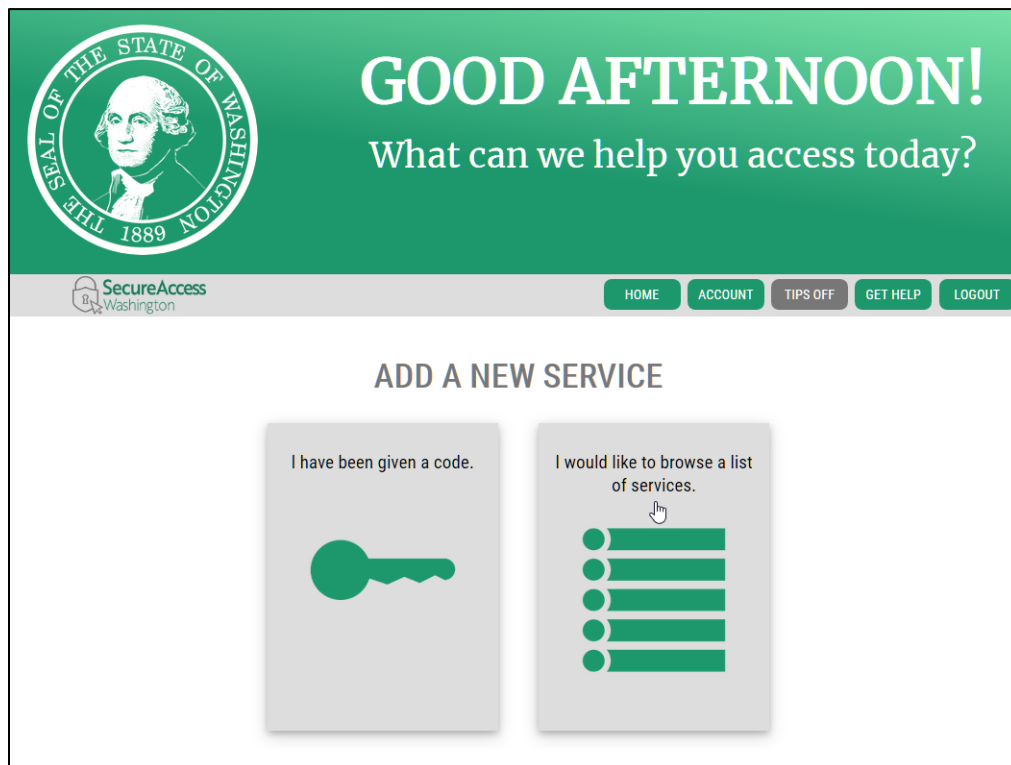 THE SEAL OF THE STATE OF WASHINGTON
1889
GOOD AFTERNOON!
What can we help you access today?
SecureAccess
Washington
HOME
ACCOUNT
TIPS OFF
GET HELP
LOGOUT
ADD A NEW SERVICE
I have been given a code.
I would like to browse a list
of services.